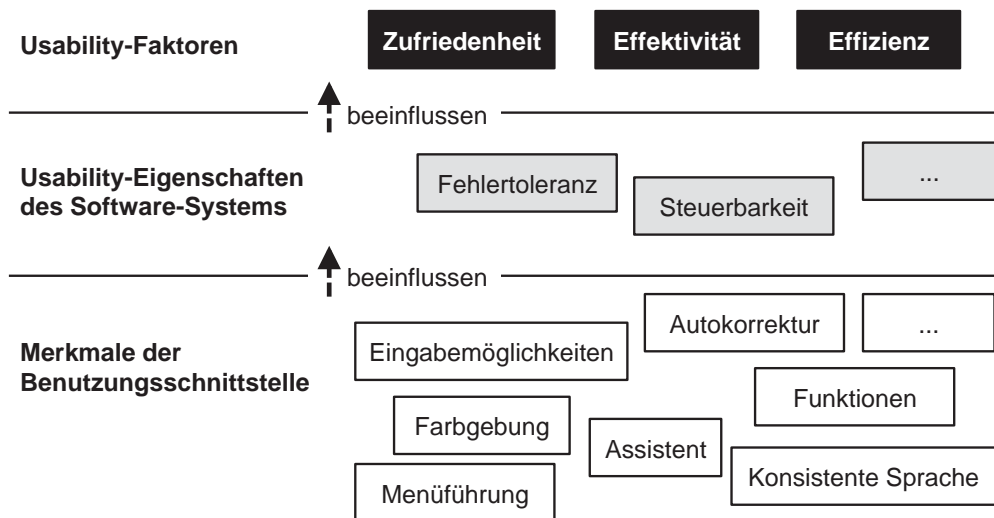 Usability-Faktoren
Zufriedenheit
Effektivität
Effizienz
beeinflussen
Usability-Eigenschaften
des Software-Systems
Fehlertoleranz
Steuerbarkeit
...
beeinflussen
Merkmale der
Benutzungsschnittstelle
Eingabemöglichkeiten
Autokorrektur
...
Farbgebung
Assistent
Funktionen
Menüführung
Konsistente Sprache